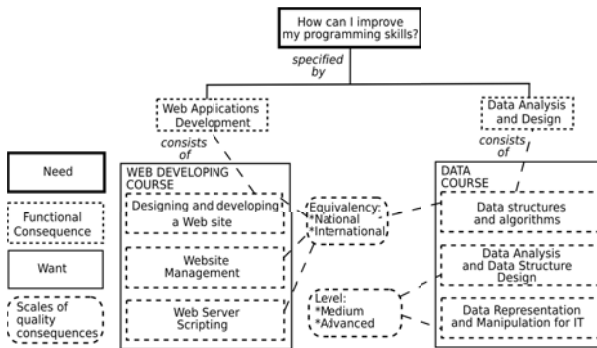 How can I improve
my programming skills?
specified
by
Web Applications
Development
Data Analysis
and Design
consists
of
consists
of
Need
Functional
Consequence
Want
Scales of
quality
consequences
WEB DEVELOPING
COURSE
Designing and developing
a Web site
Website
Management
Web Server
Scripting
Equivalency:
*National
*International
Level:
*Medium
*Advanced
DATA
COURSE
Data structures
and algorithms
Data Analysis
and Data Structure
Design
Data Representation
and Manipulation for IT